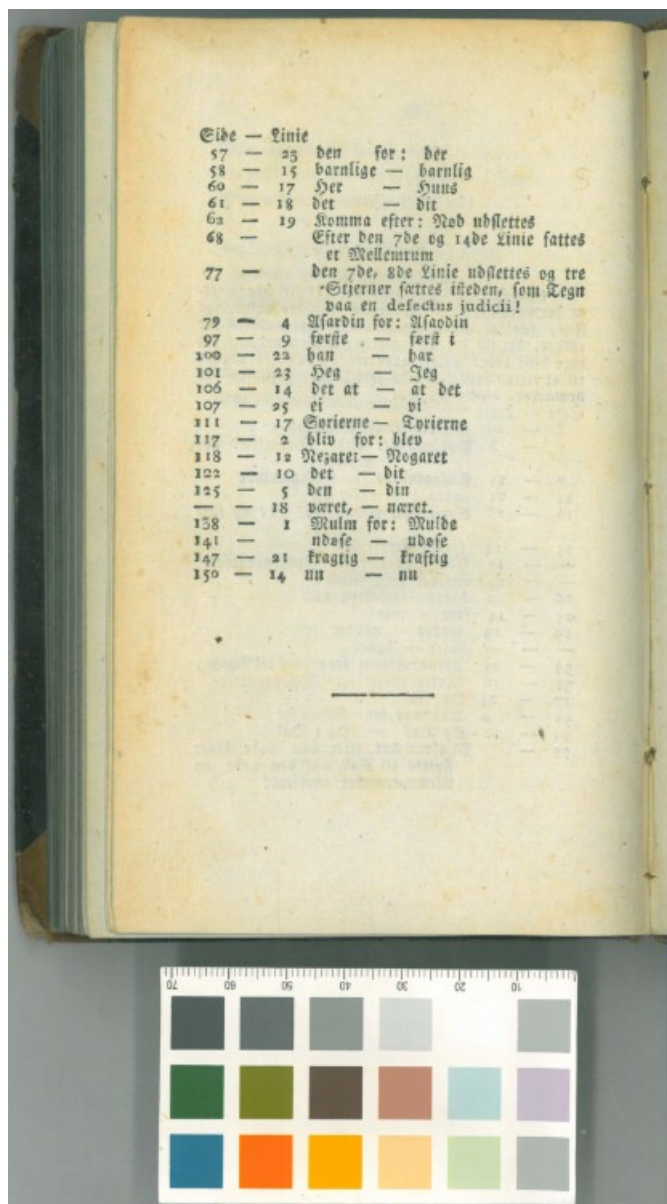 Side — Linie
57 — 23 den for: der
58 — 15 barnlige — barnlig
60 — 17 Her — Huus
61 — 18 det — dit
62 — 19 Komma efter: Nød udslettes
68 — Efter den 7de og 14de Linie fattes
et Mellemrum
77 — den 7de, 8de Linie udslettes og tre
Stjerner sættes isteden, som Tegn
paa en defectus judicii!
79 — 4 Asardin for: Asaodin
97 — 9 første — først i
100 — 22 han — har
101 — 23 Heg — Jeg
106 — 14 det at — at det
107 — 25 ei — vi
111 — 17 Syrierne — Tyrierne
117 — 2 bliv for: blev
118 — 12 Nezaret — Nogaret
122 — 10 det — dit
125 — 5 den — din
— — 18 været, — næret.
138 — 1 Mulm for: Mulde
141 — udøse — udøse
147 — 21 kragtig — kraftig
150 — 14 nu — nu
70 60 50 40 30 20 10